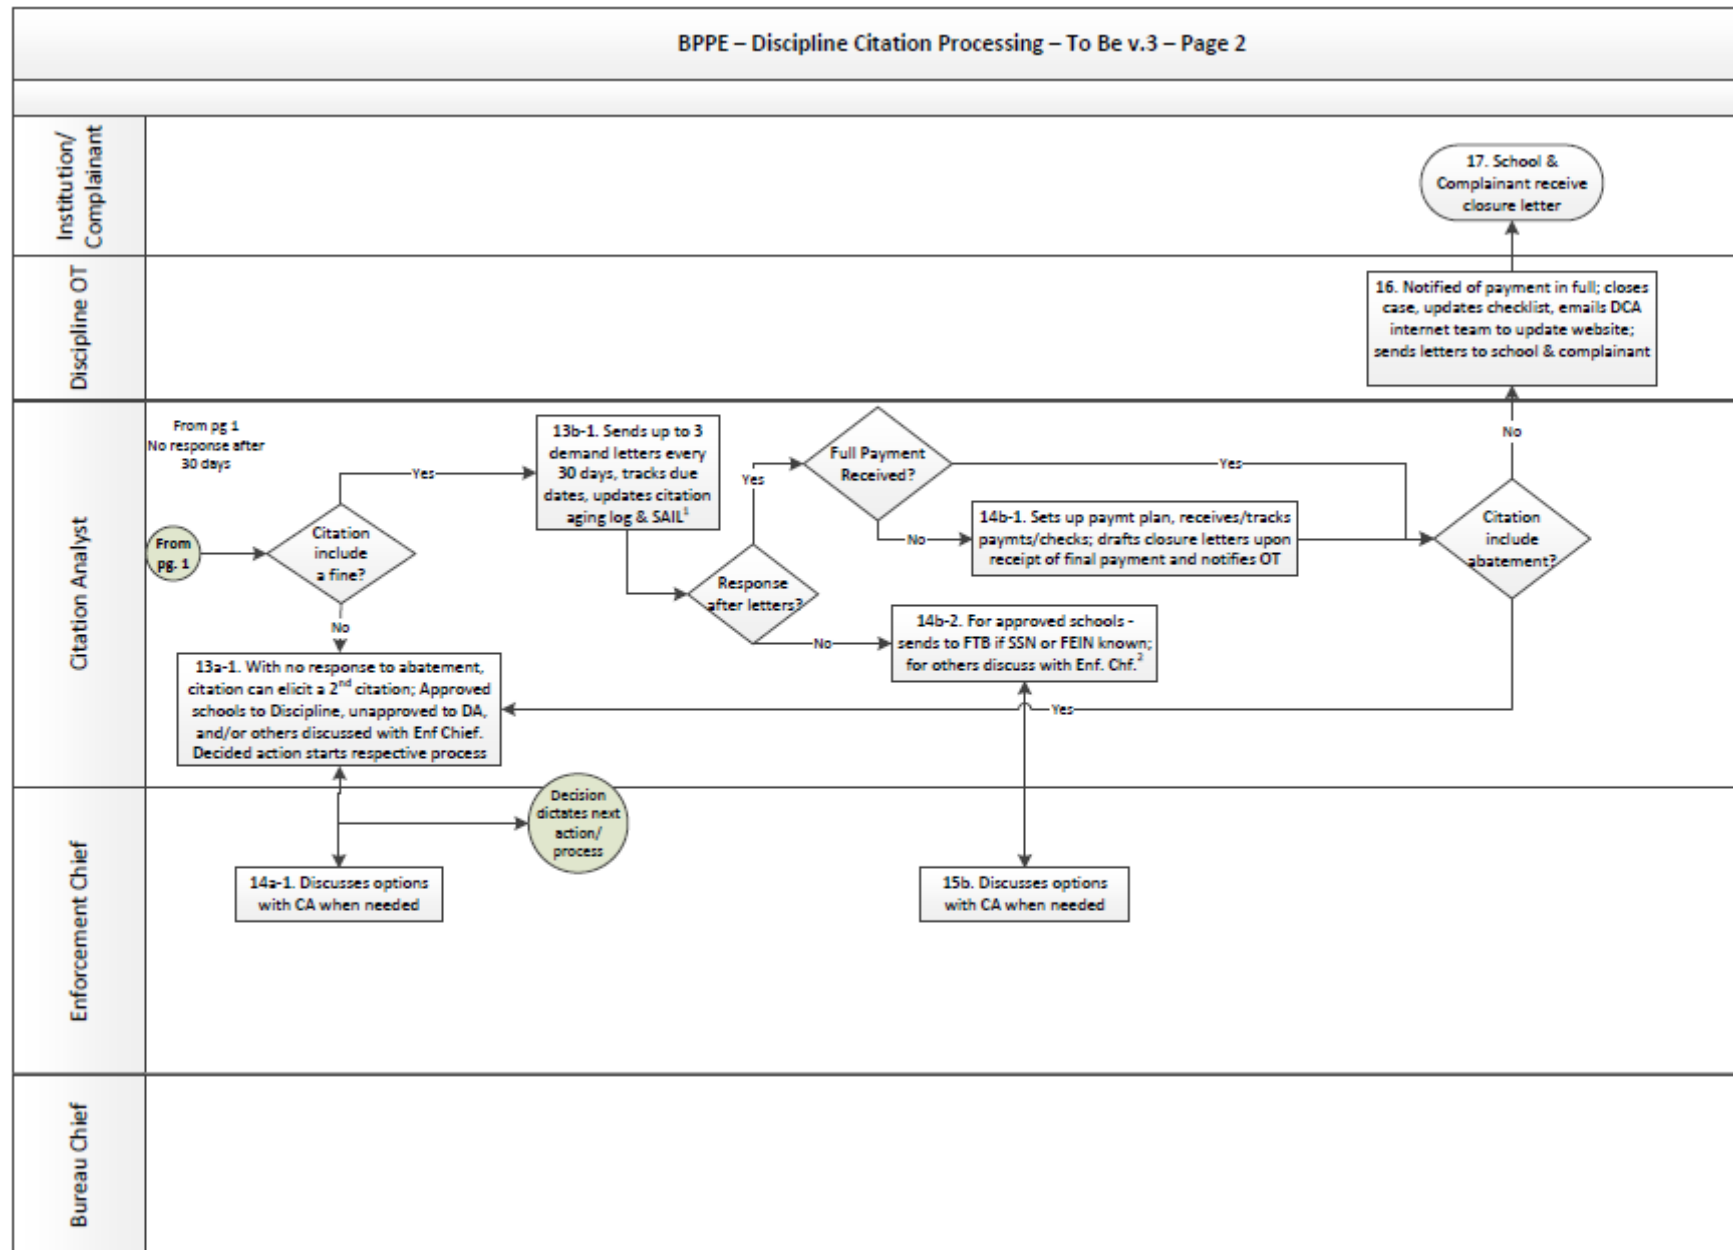 BPPE – Discipline Citation Processing – To Be v.3 – Page 2
Institution/
Complainant
17. School &
Complainant receive
closure letter
Discipline OT
16. Notified of payment in full; closes
case, updates checklist, emails DCA
internet team to update website;
sends letters to school & complainant
Citation Analyst
From pg 1
No response after
30 days
From
pg. 1
Citation
include
a fine?
Yes
No
13b-1. Sends up to 3
demand letters every
30 days, tracks due
dates, updates citation
aging log & SAIL1
Response
after letters?
Yes
No
Full Payment
Received?
Yes
No
14b-1. Sets up paymt plan, receives/tracks
paymts/checks; drafts closure letters upon
receipt of final payment and notifies OT
14b-2. For approved schools -
sends to FTB if SSN or FEIN known;
for others discuss with Enf. Chf.2
Citation
include
abatement?
No
Yes
13a-1. With no response to abatement,
citation can elicit a 2nd citation; Approved
schools to Discipline, unapproved to DA,
and/or others discussed with Enf Chief.
Decided action starts respective process
Enforcement Chief
Decision
dictates next
action/
process
14a-1. Discusses options
with CA when needed
15b. Discusses options
with CA when needed
Bureau Chief